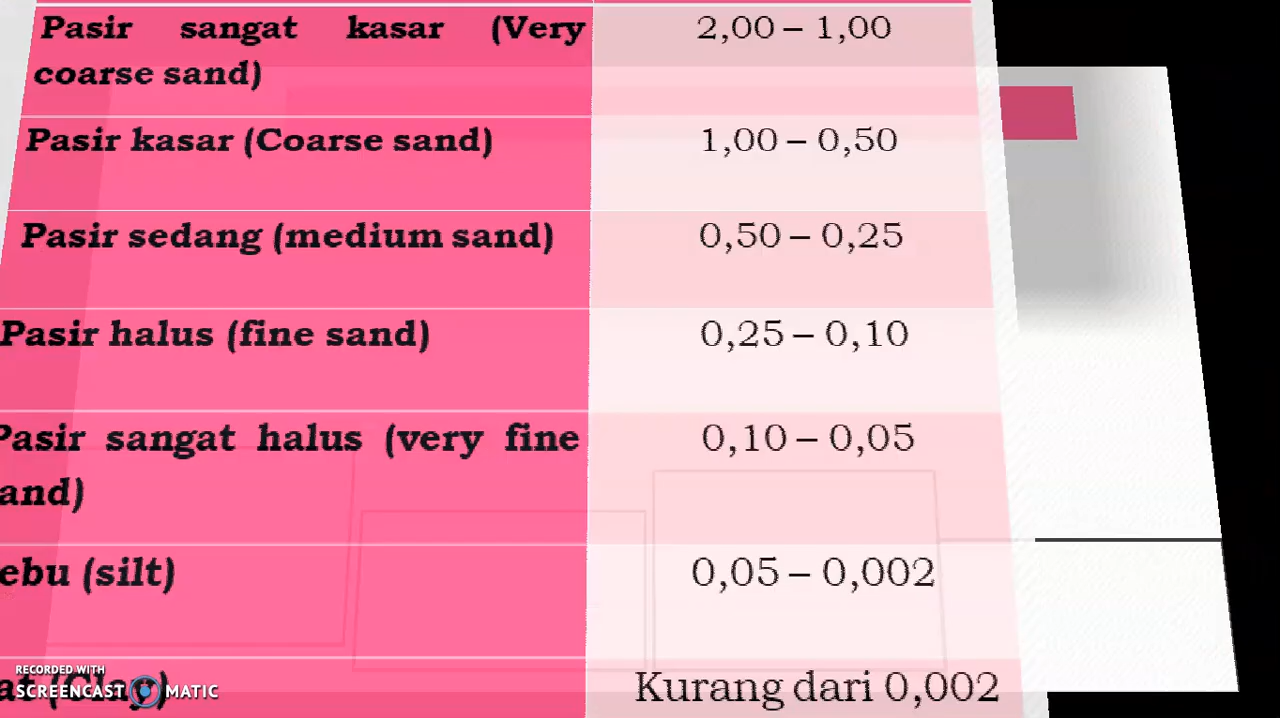 Pasir sangat kasar (Very 2,00 – 1,00
coarse sand)
Pasir kasar (Coarse sand) 1,00 – 0,50
Pasir sedang (medium sand) 0,50 – 0,25
Pasir halus (fine sand) 0,25 – 0,10
Pasir sangat halus (very fine 0,10 – 0,05
and)
ebu (silt) 0,05 – 0,002
at (Clay) Kurang dari 0,002
RECORDED WITH
SCREENCAST MATIC